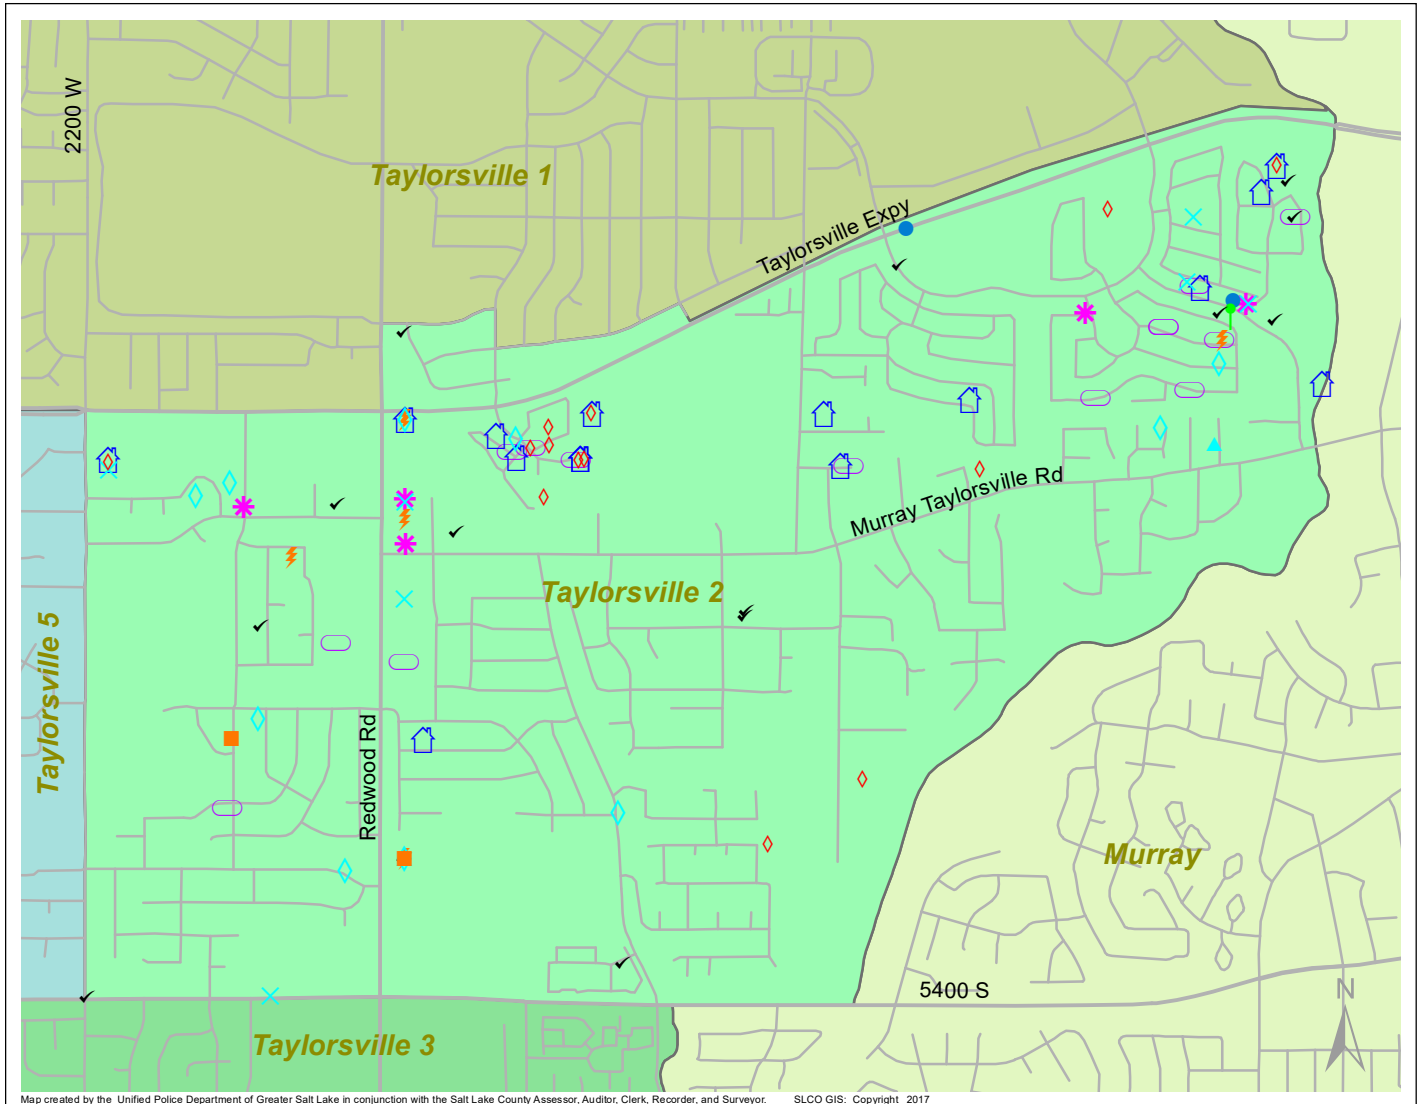 2200 W
Taylorsville 1
Taylorsville Expy
Murray Taylorsville Rd
Taylorsville 2
Taylorsville 5
Redwood Rd
Murray
5400 S
N
Taylorsville 3
Map created by the Unified Police Department of Greater Salt Lake in conjunction with the Salt Lake County Assessor, Auditor, Clerk, Recorder, and Surveyor. SLCO GIS: Copyright 2017